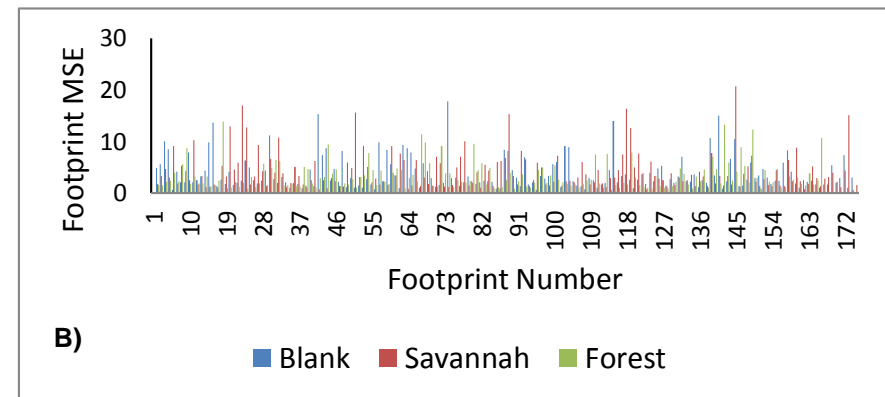 30
20
10
0
Footprint MSE
1 10 19 28 37 46 55 64 73 82 91 100 109 118 127 136 145 154 163 172
Footprint Number
B)
Blank Savannah Forest